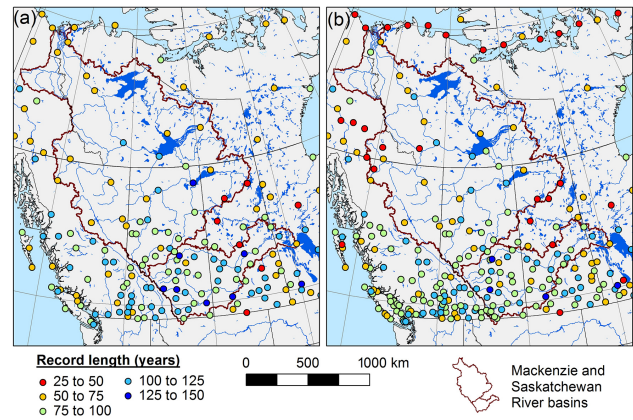 (a)
(b)
Record length (years)
25 to 50
50 to 75
75 to 100
100 to 125
125 to 150
0 500 1000 km
Mackenzie and
Saskatchewan
River basins